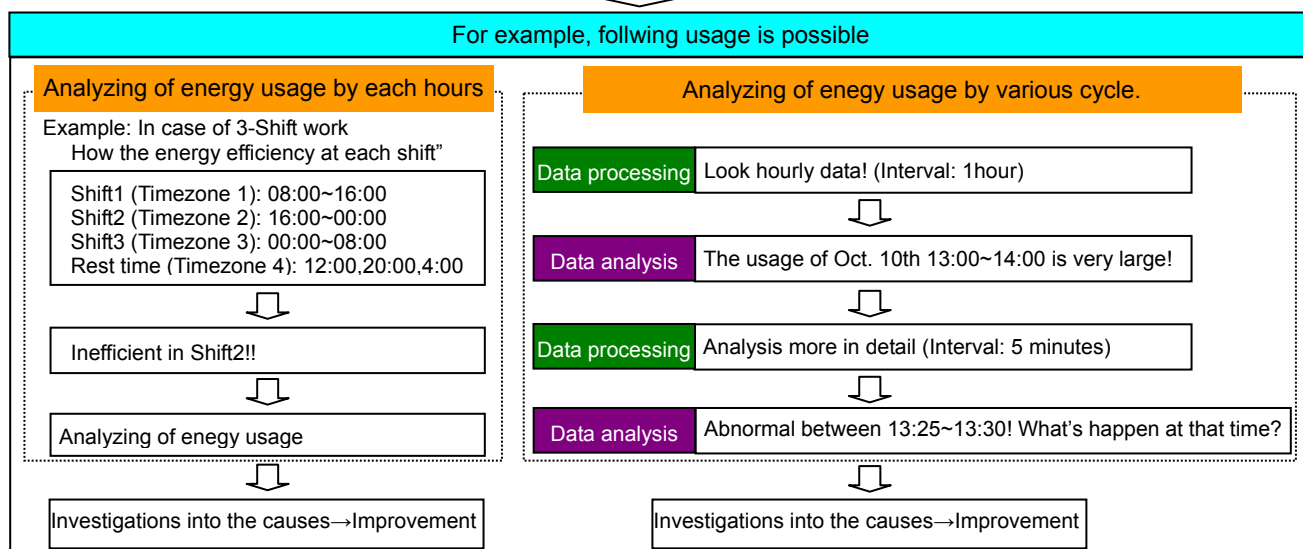 For example, follwing usage is possible
Analyzing of energy usage by each hours
Example: In case of 3-Shift work
How the energy efficiency at each shift”
Shift1 (Timezone 1): 08:00~16:00
Shift2 (Timezone 2): 16:00~00:00
Shift3 (Timezone 3): 00:00~08:00
Rest time (Timezone 4): 12:00,20:00,4:00
Inefficient in Shift2!!
Analyzing of enegy usage
Investigations into the causes→Improvement
Analyzing of enegy usage by various cycle.
Data processing Look hourly data! (Interval: 1hour)
Data analysis The usage of Oct. 10th 13:00~14:00 is very large!
Data processing Analysis more in detail (Interval: 5 minutes)
Data analysis Abnormal between 13:25~13:30! What’s happen at that time?
Investigations into the causes→Improvement